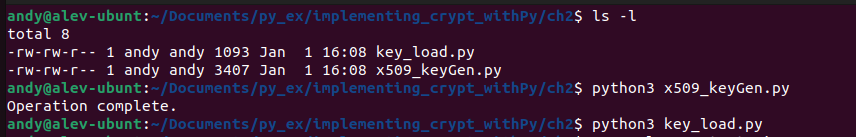 andy@alev-ubunt:~/Documents/py_ex/implementing_crypt_withPy/ch2$ ls -l
total 8
-rw-rw-r-- 1 andy andy 1093 Jan  1 16:08 key_load.py
-rw-rw-r-- 1 andy andy 3407 Jan  1 16:08 x509_keyGen.py
andy@alev-ubunt:~/Documents/py_ex/implementing_crypt_withPy/ch2$ python3 x509_keyGen.py
Operation complete.
andy@alev-ubunt:~/Documents/py_ex/implementing_crypt_withPy/ch2$ python3 key_load.py